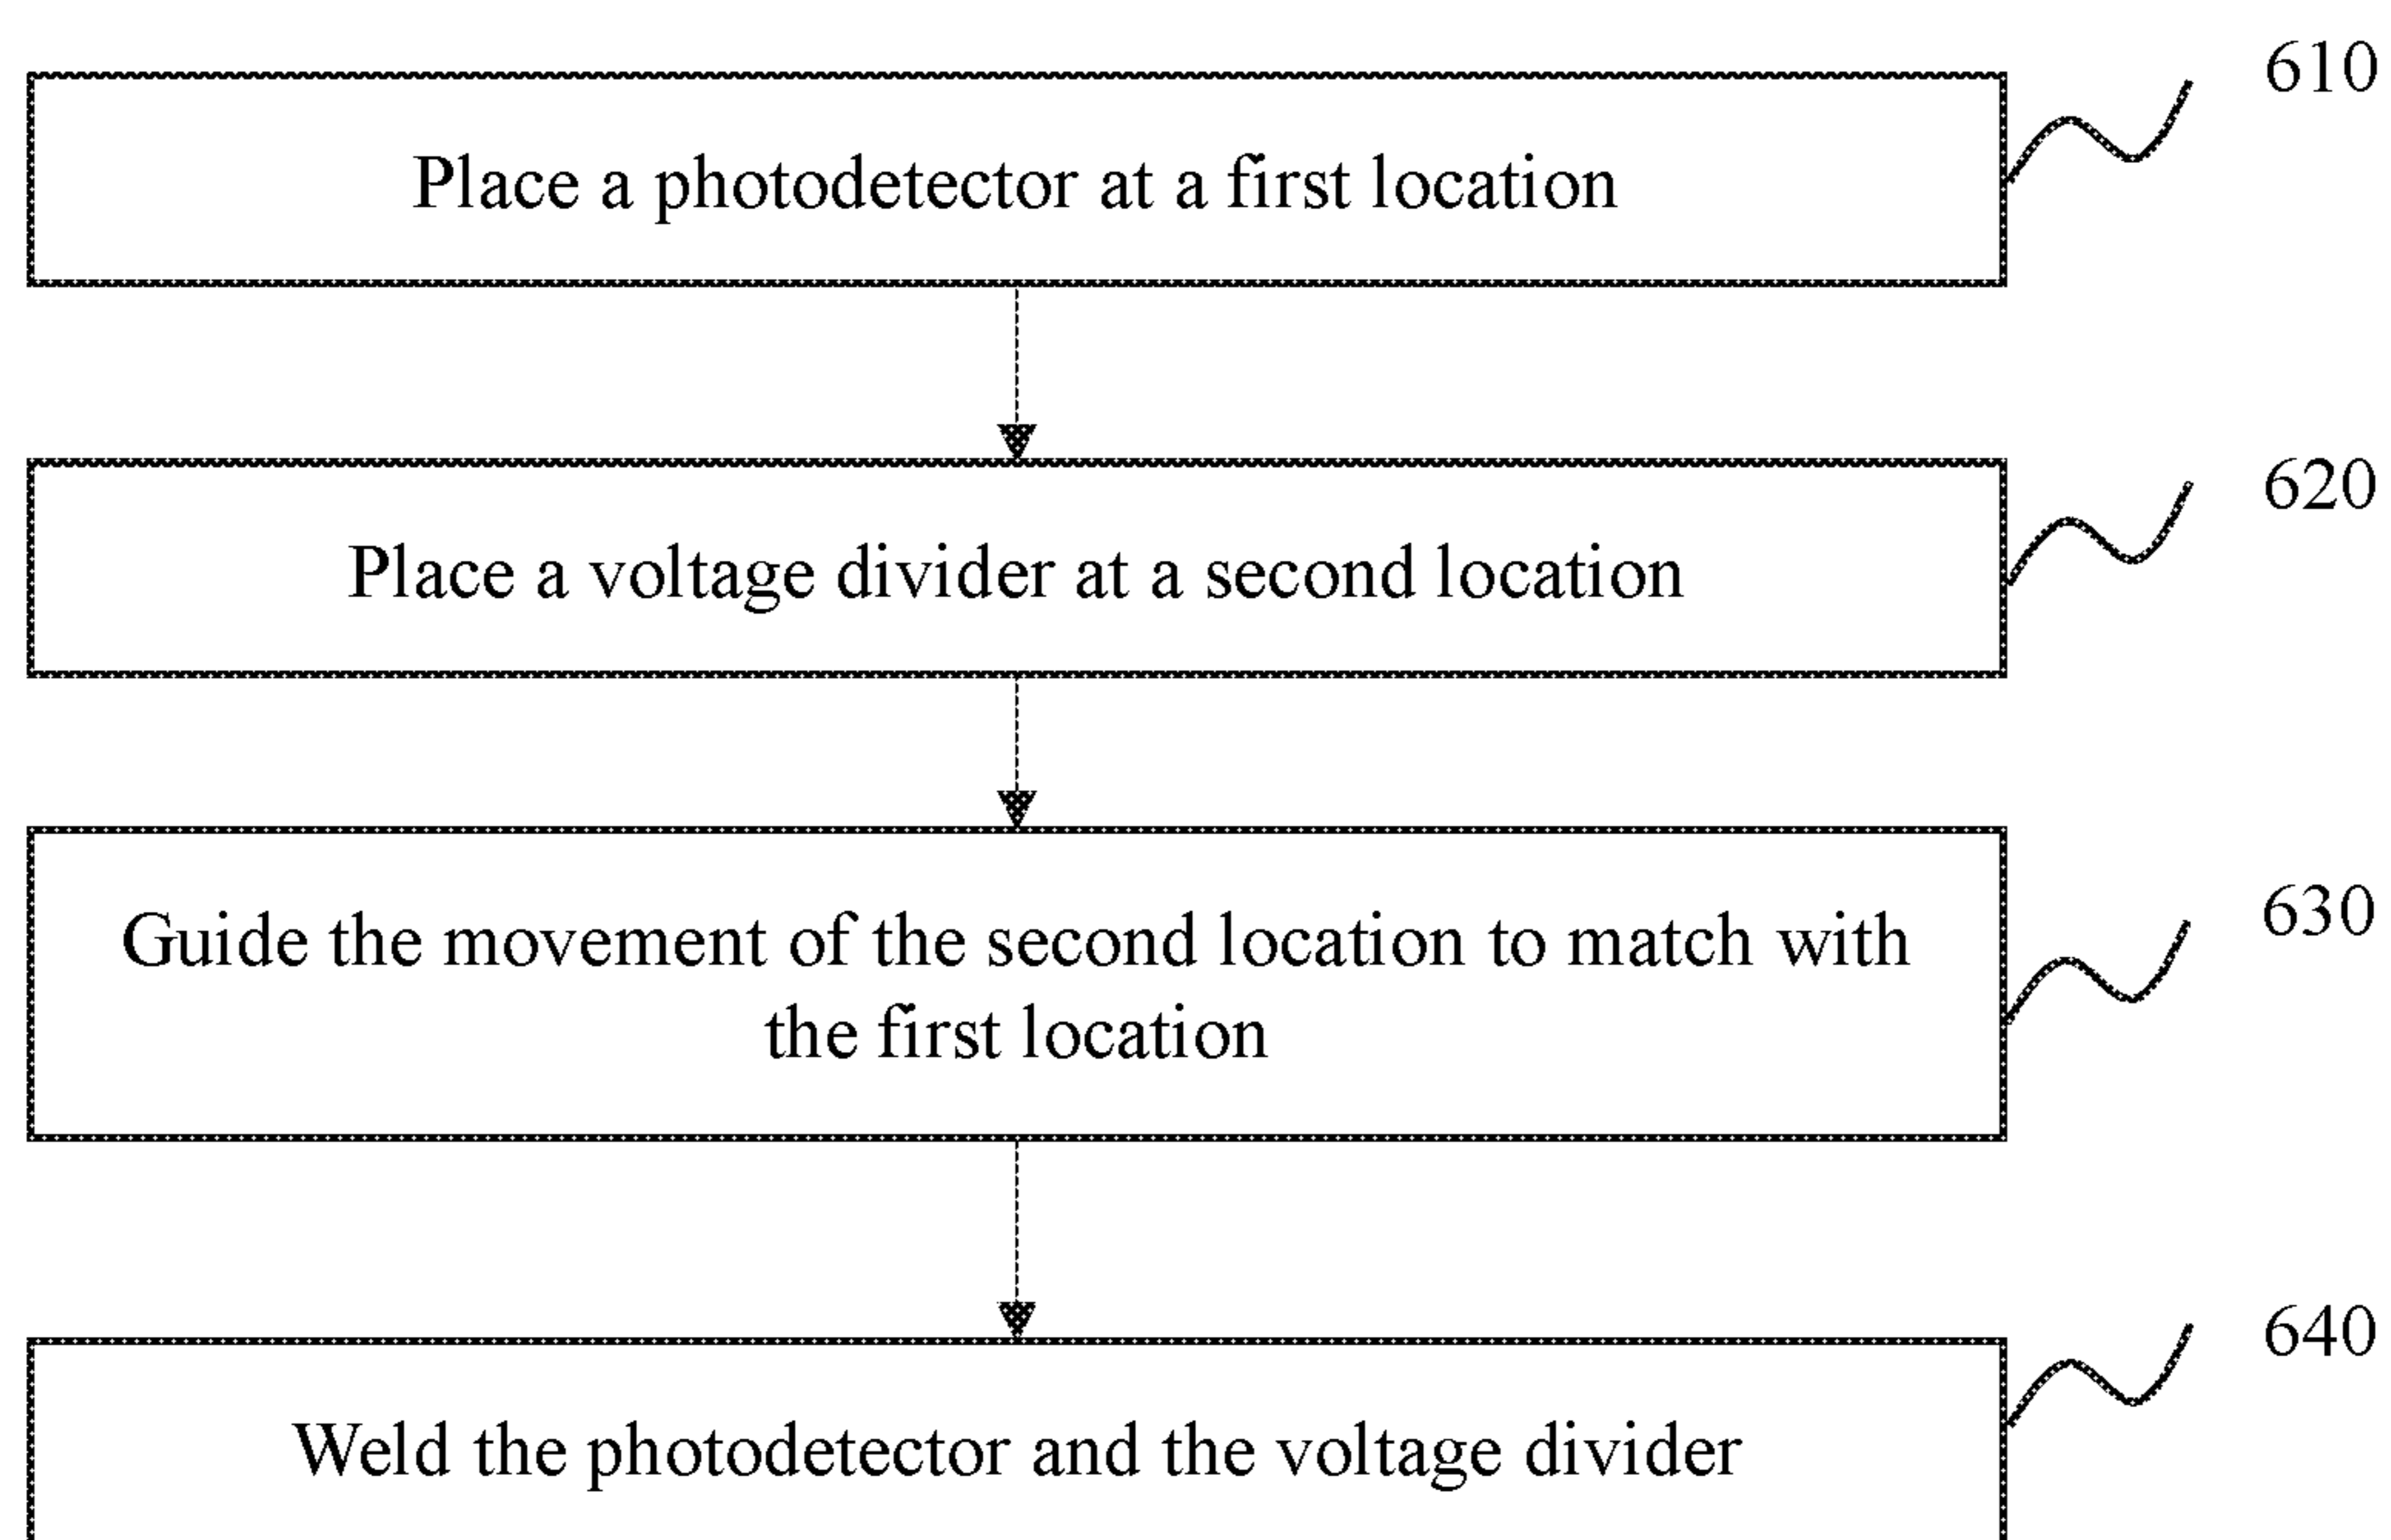 610
Place a photodetector at a first location
620
Place a voltage divider at a second location
630
Guide the movement of the second location to match with
the first location
640
Weld the photodetector and the voltage divider